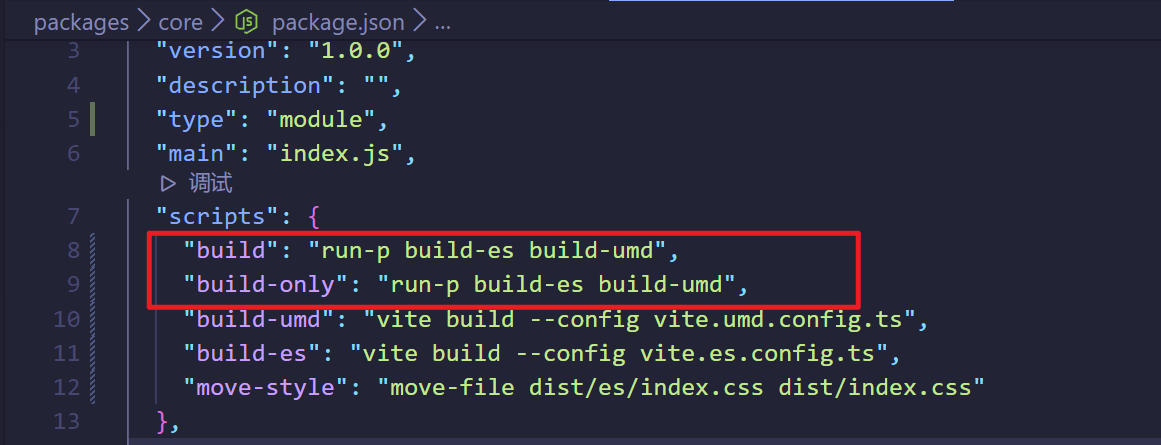 packages > core > JS package.json > ...
3 "version": "1.0.0",
4 "description": "",
5 "type": "module",
6 "main": "index.js",
▷ 调试
7 "scripts": {
8 "build": "run-p build-es build-umd",
9 "build-only": "run-p build-es build-umd",
10 "build-umd": "vite build --config vite.umd.config.ts",
11 "build-es": "vite build --config vite.es.config.ts",
12 "move-style": "move-file dist/es/index.css dist/index.css"
13 },